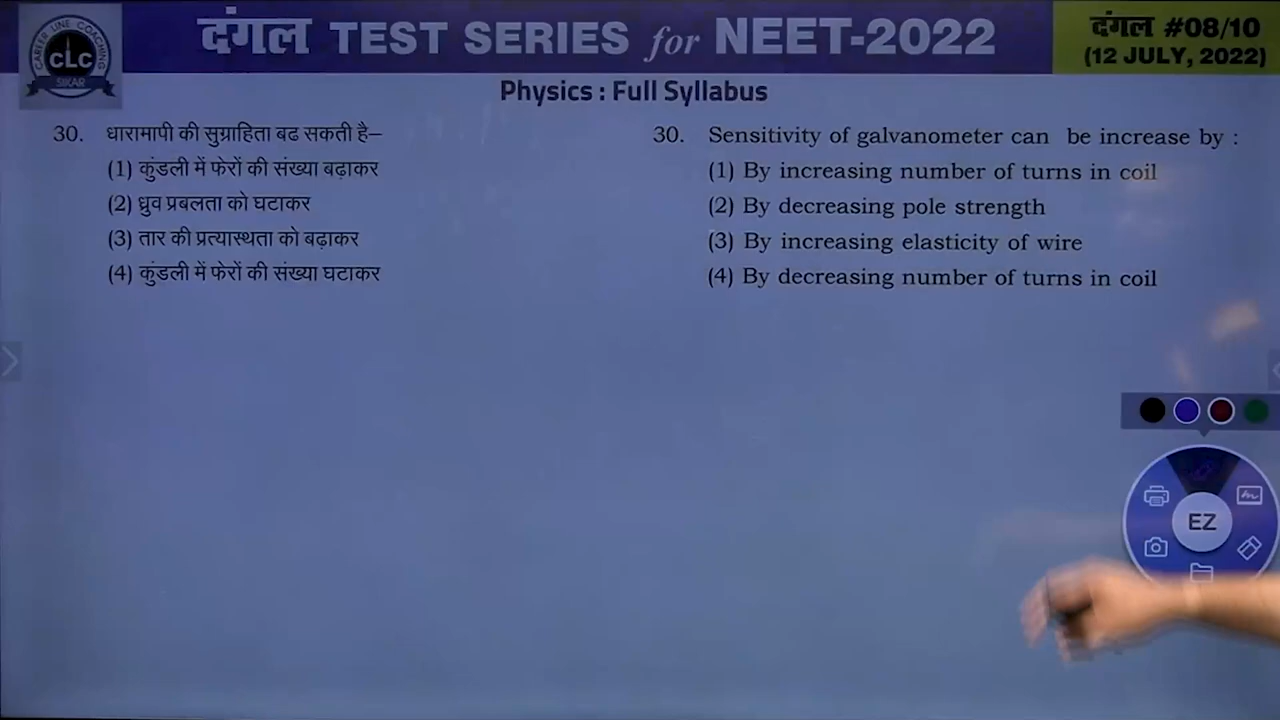 CAREER LINE COACHING
CLC
SIKAR
दंगल TEST SERIES for NEET-2022
दंगल #08/10
(12 JULY, 2022)
Physics : Full Syllabus
30. धारामापी की सुग्राहिता बढ सकती है–
(1) कुंडली में फेरों की संख्या बढ़ाकर
(2) ध्रुव प्रबलता को घटाकर
(3) तार की प्रत्यास्थता को बढ़ाकर
(4) कुंडली में फेरों की संख्या घटाकर
30. Sensitivity of galvanometer can be increase by :
(1) By increasing number of turns in coil
(2) By decreasing pole strength
(3) By increasing elasticity of wire
(4) By decreasing number of turns in coil
EZ